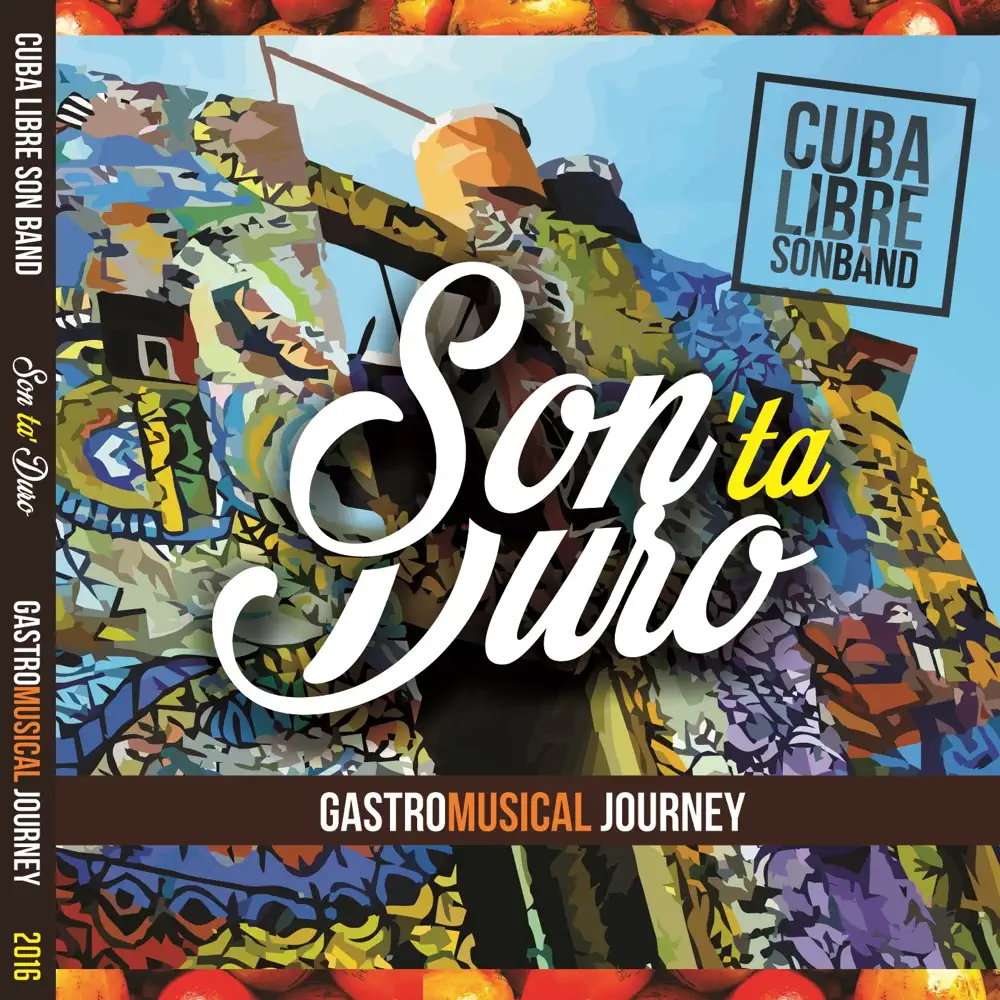 CUBA LIBRE SON BAND
Son ta' Duro
GASTROMUSICAL JOURNEY
2016
CUBA
LIBRE
SONBAND
Son 'ta
Duro
GASTROMUSICAL JOURNEY